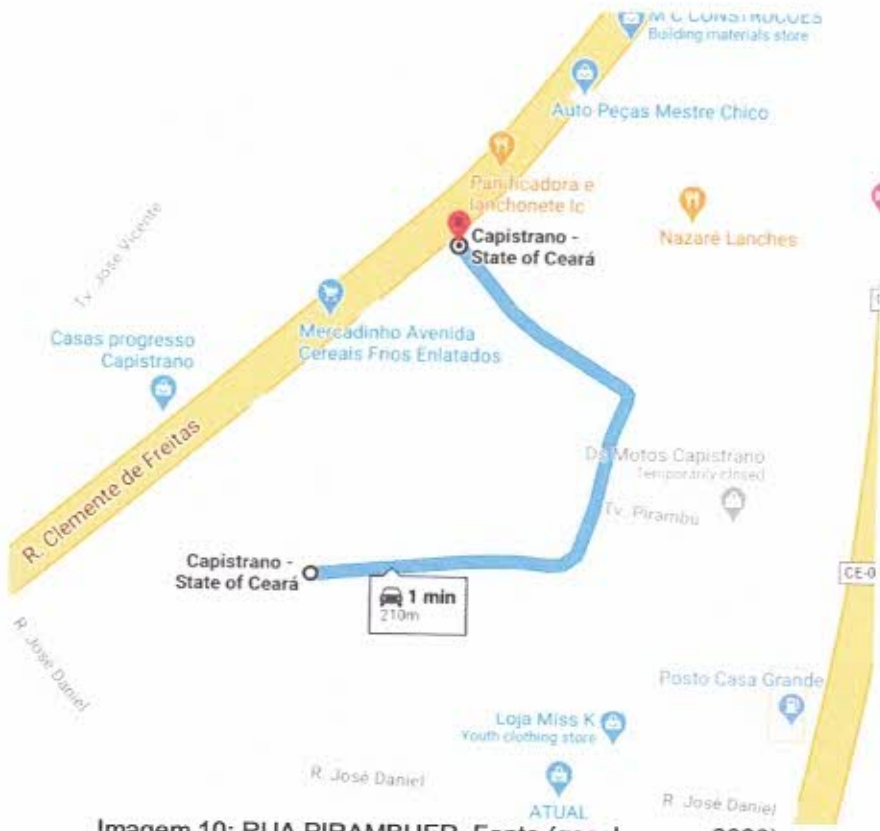 M C CONSTRUCOES
Building materials store
Auto Peças Mestre Chico
Panificadora e
lanchonete lc
Capistrano -
State of Ceará
Nazaré Lanches
Tv. José Vicente
Mercadinho Avenida
Cereais Frios Enlatados
Casas progresso
Capistrano
R. Clemente de Freitas
Motos Capistrano
Temporarily closed
Tv. Pirambu
Capistrano -
State of Ceará
1 min
210m
CE-0
R. José Daniel
Posto Casa Grande
Loja Miss K
Youth clothing store
R. José Daniel
ATUAL
R. José Daniel
Imagem 10: RUA PIRAMBUER. Fonte